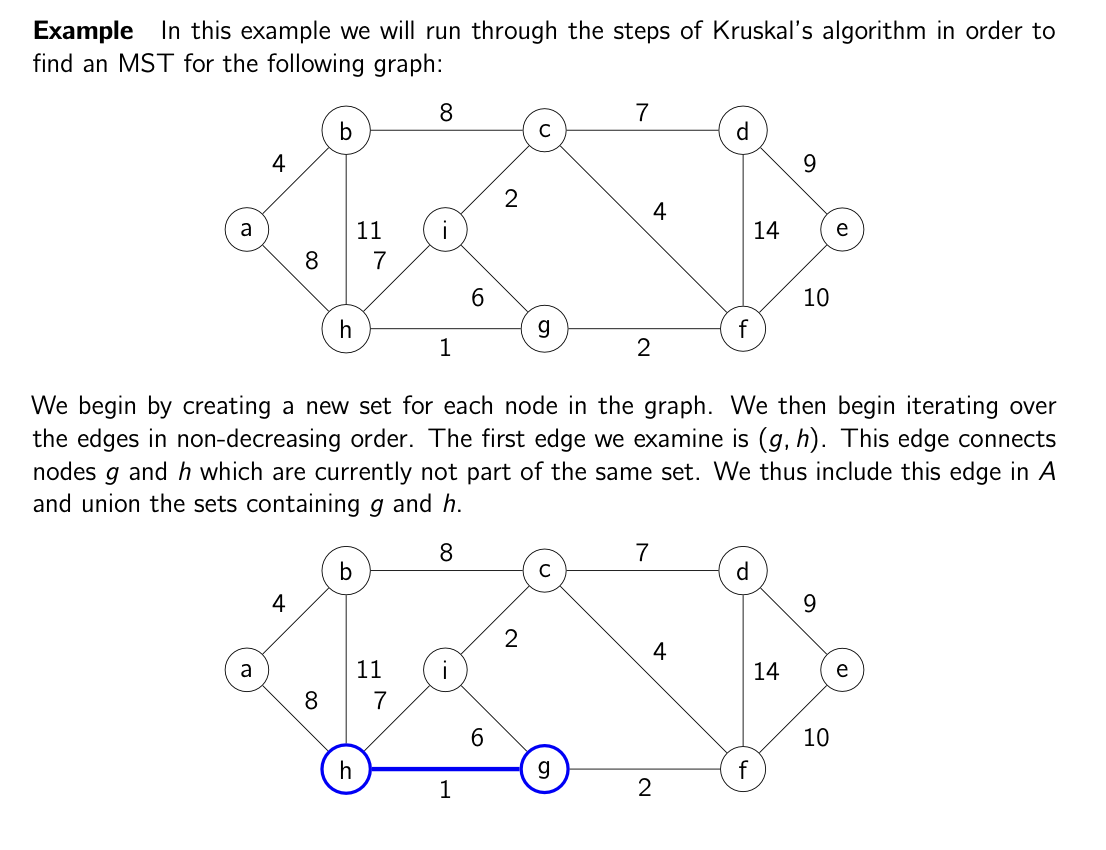 Example In this example we will run through the steps of Kruskal's algorithm in order to
find an MST for the following graph:
8 7
b c d
4 9
2
4
a 11 i 14 e
8 7
6 10
h g f
1 2
We begin by creating a new set for each node in the graph. We then begin iterating over
the edges in non-decreasing order. The first edge we examine is (g, h). This edge connects
nodes g and h which are currently not part of the same set. We thus include this edge in A
and union the sets containing g and h.
8 7
b c d
4 9
2
4
a 11 i 14 e
8 7
6 10
h g f
1 2